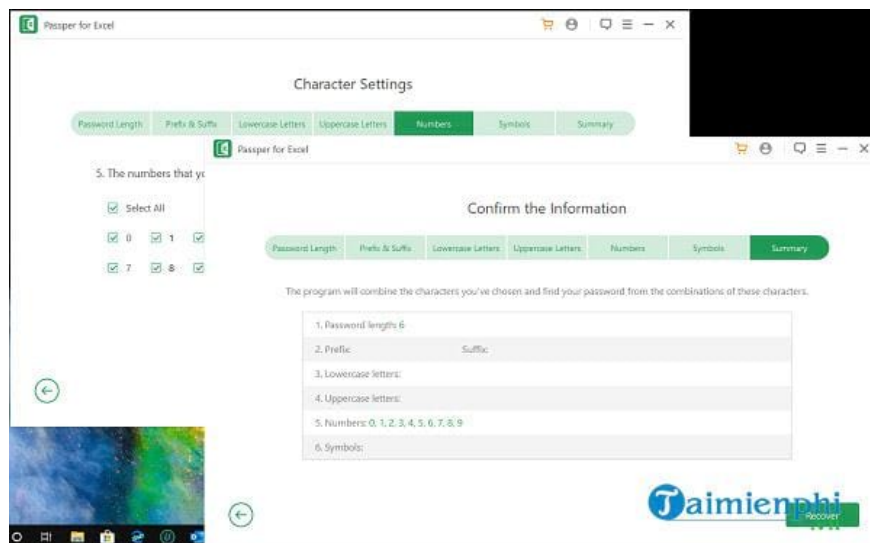 Passper for Excel
Character Settings
Password Length Prefix & Suffix Lowercase Letters Uppercase Letters Numbers Symbols Summary
5. The numbers that yo
Select All
0 1
7 8
Passper for Excel
Confirm the Information
Password Length Prefix & Suffix Lowercase Letters Uppercase Letters Numbers Symbols Summary
The program will combine the characters you've chosen and find your password from the combinations of these characters.
1. Password length: 6
2. Prefix: Suffix:
3. Lowercase letters:
4. Uppercase letters:
5. Numbers: 0, 1, 2, 3, 4, 5, 6, 7, 8, 9
6. Symbols:
Taimienphi
Recover